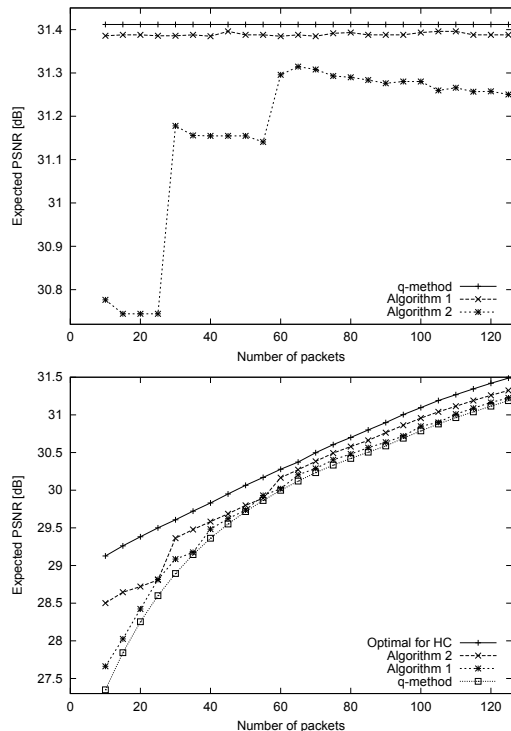 31.4
31.3
31.2
31.1
31
30.9
30.8
Expected PSNR [dB]
q-method
Algorithm 1
Algorithm 2
0 20 40 60 80 100 120
Number of packets
31.5
31
30.5
30
29.5
29
28.5
28
27.5
Expected PSNR [dB]
Optimal for HC
Algorithm 2
Algorithm 1
q-method
0 20 40 60 80 100 120
Number of packets